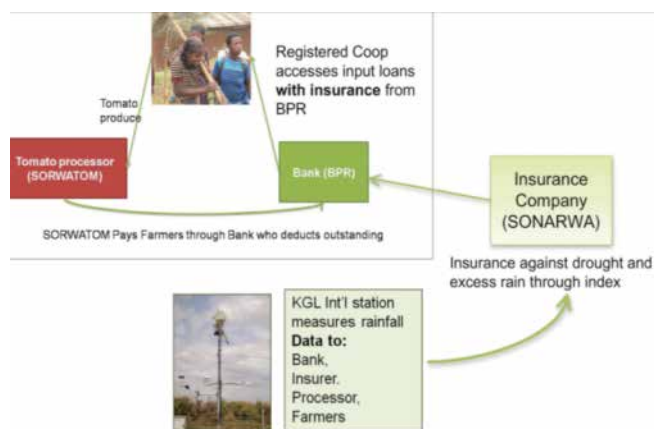 Registered Coop
accesses input loans
with insurance from
BPR
Tomato
produce
Tomato processor
(SORWATOM)
Bank (BPR)
Insurance
Company
(SONARWA)
SORWATOM Pays Farmers through Bank who deducts outstanding
Insurance against drought and
excess rain through index
KGL Int'l station
measures rainfall
Data to:
Bank,
Insurer.
Processor,
Farmers